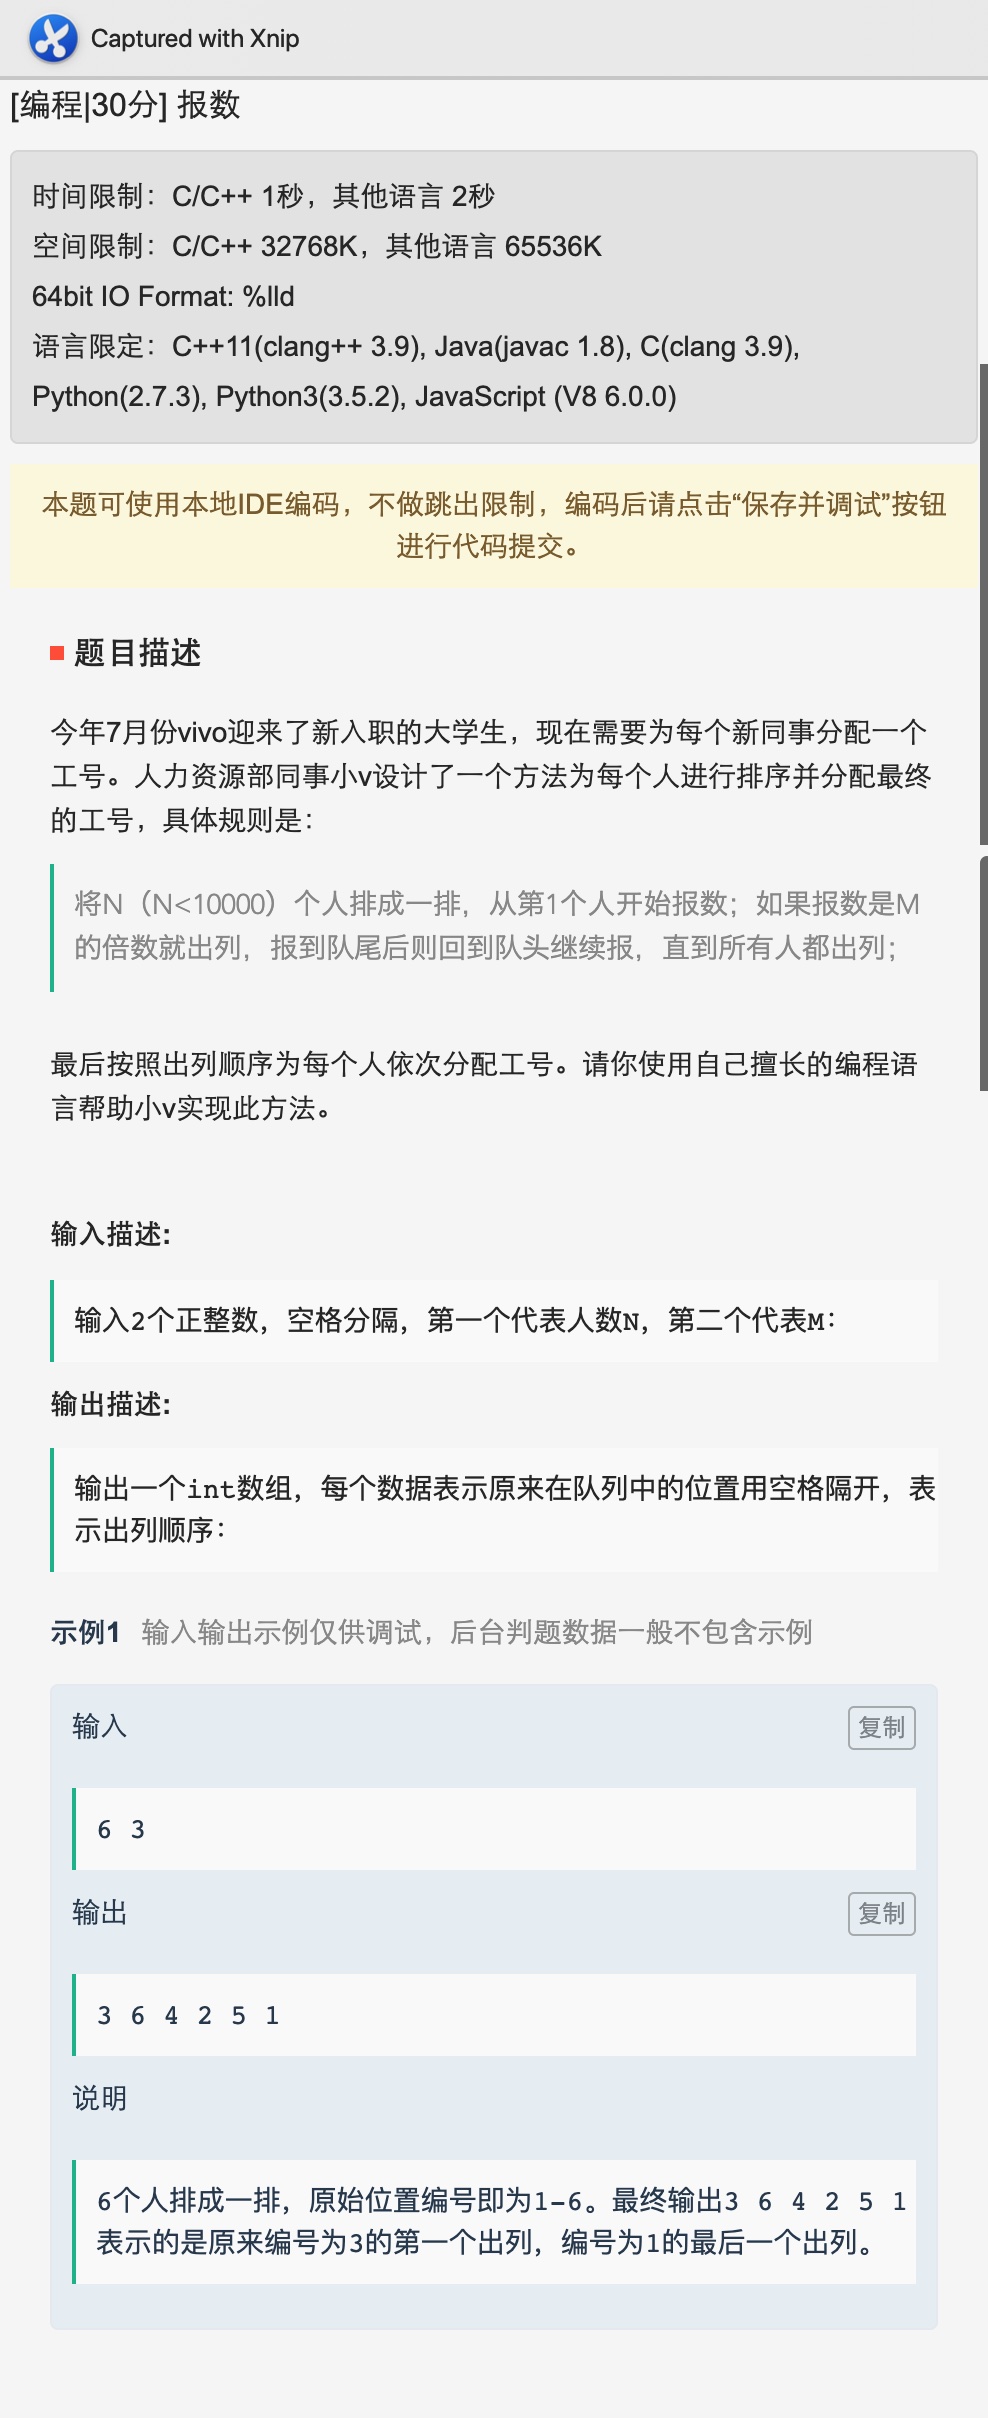 Captured with Xnip
[编程|30分] 报数
时间限制：C/C++ 1秒，其他语言 2秒
空间限制：C/C++ 32768K，其他语言 65536K
64bit IO Format: %lld
语言限定：C++11(clang++ 3.9), Java(javac 1.8), C(clang 3.9),
Python(2.7.3), Python3(3.5.2), JavaScript (V8 6.0.0)
本题可使用本地IDE编码，不做跳出限制，编码后请点击“保存并调试”按钮
进行代码提交。
题目描述
今年7月份vivo迎来了新入职的大学生，现在需要为每个新同事分配一个
工号。人力资源部同事小v设计了一个方法为每个人进行排序并分配最终
的工号，具体规则是：
将N（N<10000）个人排成一排，从第1个人开始报数；如果报数是M
的倍数就出列，报到队尾后则回到队头继续报，直到所有人都出列；
最后按照出列顺序为每个人依次分配工号。请你使用自己擅长的编程语
言帮助小v实现此方法。
输入描述:
输入2个正整数，空格分隔，第一个代表人数N，第二个代表M：
输出描述:
输出一个int数组，每个数据表示原来在队列中的位置用空格隔开，表
示出列顺序：
示例1 输入输出示例仅供调试，后台判题数据一般不包含示例
输入 复制
6 3
输出 复制
3 6 4 2 5 1
说明
6个人排成一排，原始位置编号即为1-6。最终输出3 6 4 2 5 1
表示的是原来编号为3的第一个出列，编号为1的最后一个出列。